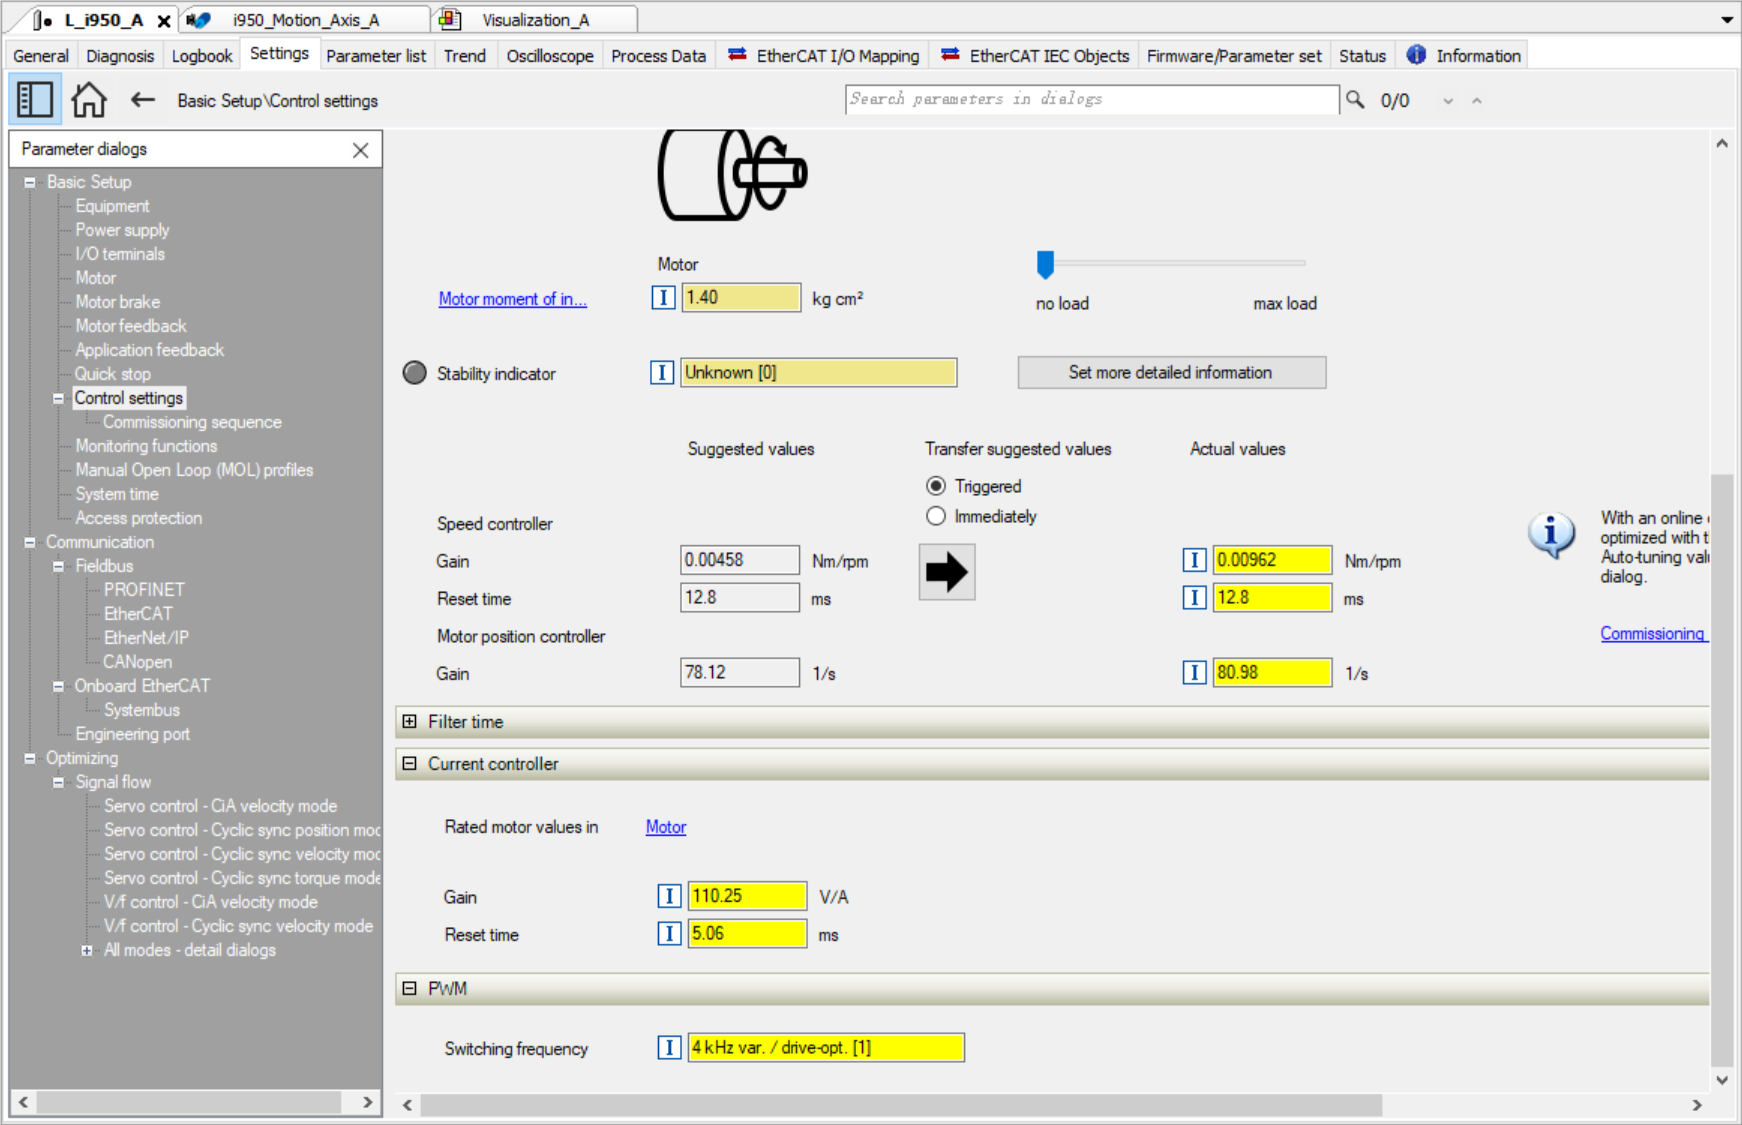 L_i950_A
i950_Motion_Axis_A
Visualization_A
General
Diagnosis
Logbook
Settings
Parameter list
Trend
Oscilloscope
Process Data
EtherCAT I/O Mapping
EtherCAT IEC Objects
Firmware/Parameter set
Status
Information
Basic Setup\Control settings
Search parameters in dialogs
0/0
Parameter dialogs
Basic Setup
Equipment
Power supply
I/O terminals
Motor
Motor brake
Motor feedback
Application feedback
Quick stop
Control settings
Commissioning sequence
Monitoring functions
Manual Open Loop (MOL) profiles
System time
Access protection
Communication
Fieldbus
PROFINET
EtherCAT
EtherNet/IP
CANopen
Onboard EtherCAT
Systembus
Engineering port
Optimizing
Signal flow
Servo control - CiA velocity mode
Servo control - Cyclic sync position moc
Servo control - Cyclic sync velocity moc
Servo control - Cyclic sync torque mode
V/f control - CiA velocity mode
V/f control - Cyclic sync velocity mode
All modes - detail dialogs
Motor
Motor moment of in... I 1.40 kg cm²
no load max load
Stability indicator I Unknown [0] Set more detailed information
Suggested values Transfer suggested values Actual values
Triggered
Immediately
Speed controller
Gain 0.00458 Nm/rpm I 0.00962 Nm/rpm
Reset time 12.8 ms I 12.8 ms
Motor position controller
Gain 78.12 1/s I 80.98 1/s
With an online
optimized with t
Auto-tuning val
dialog.
Commissioning
Filter time
Current controller
Rated motor values in Motor
Gain I 110.25 V/A
Reset time I 5.06 ms
PWM
Switching frequency I 4 kHz var. / drive-opt. [1]